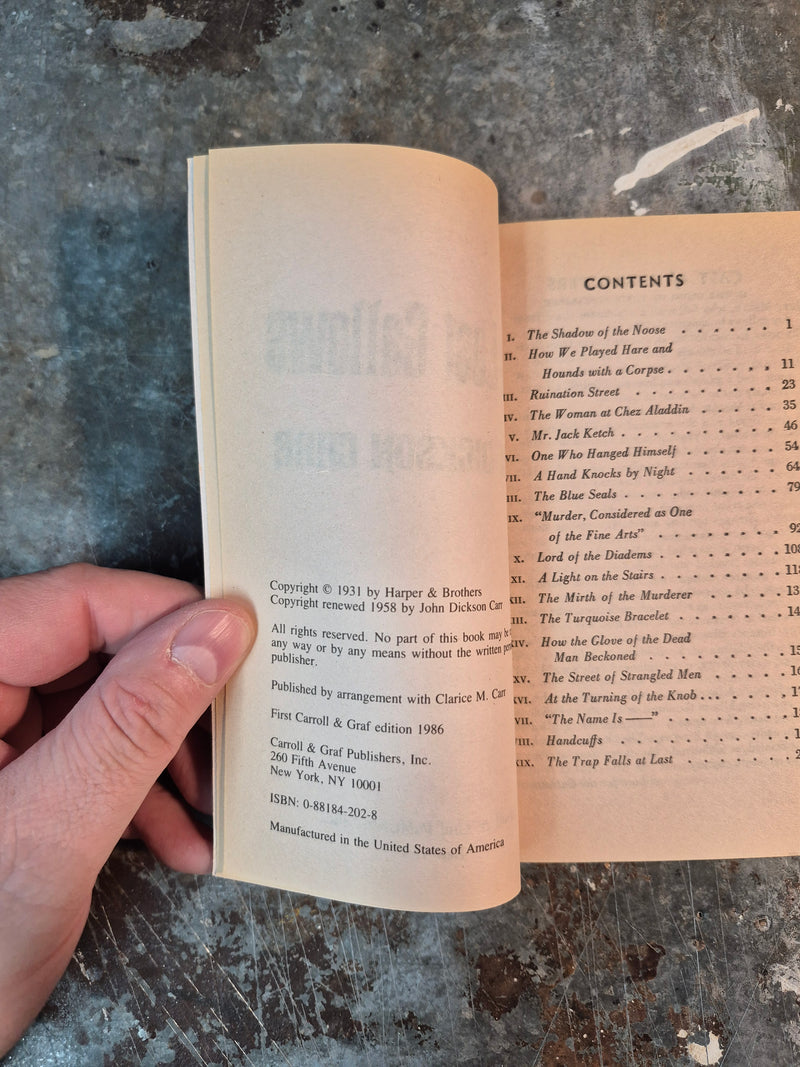 Copyright © 1931 by Harper & Brothers
Copyright renewed 1958 by John Dickson Carr
All rights reserved. No part of this book may be
any way or by any means without the written
publisher.
Published by arrangement with Clarice M. Carr
First Carroll & Graf edition 1986
Carroll & Graf Publishers, Inc.
260 Fifth Avenue
New York, NY 10001
ISBN: 0-88184-202-8
Manufactured in the United States of America
CONTENTS
I. The Shadow of the Noose . . . . . . 1
II. How We Played Hare and
Hounds with a Corpse . . . . . . 11
III. Ruination Street . . . . . . . . 23
IV. The Woman at Chez Aladdin . . . . . 35
V. Mr. Jack Ketch . . . . . . . . 46
VI. One Who Hanged Himself . . . . . . 54
VII. A Hand Knocks by Night . . . . . . 64
III. The Blue Seals . . . . . . . . 79
IX. “Murder, Considered as One
of the Fine Arts” . . . . . . . 92
X. Lord of the Diadems . . . . . . . 108
XI. A Light on the Stairs . . . . . . . 118
XII. The Mirth of the Murderer . . . . .
III. The Turquoise Bracelet . . . . . .
XIV. How the Glove of the Dead
Man Beckoned . . . . . . .
XV. The Street of Strangled Men . . . . .
XVI. At the Turning of the Knob . . . . . . .
VII. “The Name Is——” . . . . . . .
VIII. Handcuffs . . . . . . . .
XIX. The Trap Falls at Last . . . . . .